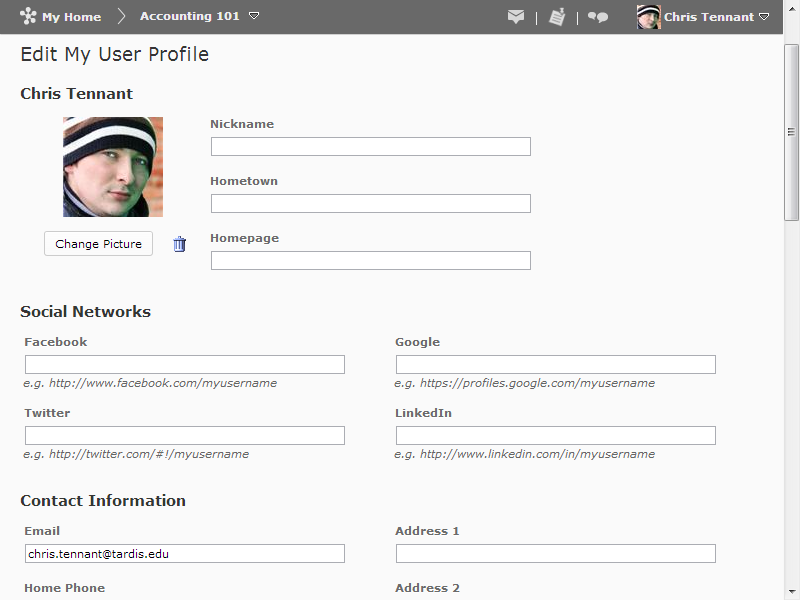 My Home
Accounting 101
Chris Tennant
Edit My User Profile
Chris Tennant
Nickname
Hometown
Change Picture
Homepage
Social Networks
Facebook
Google
e.g. http://www.facebook.com/myusername
e.g. https://profiles.google.com/myusername
Twitter
LinkedIn
e.g. http://twitter.com/#!/myusername
e.g. http://www.linkedin.com/in/myusername
Contact Information
Email
Address 1
chris.tennant@tardis.edu
Home Phone
Address 2